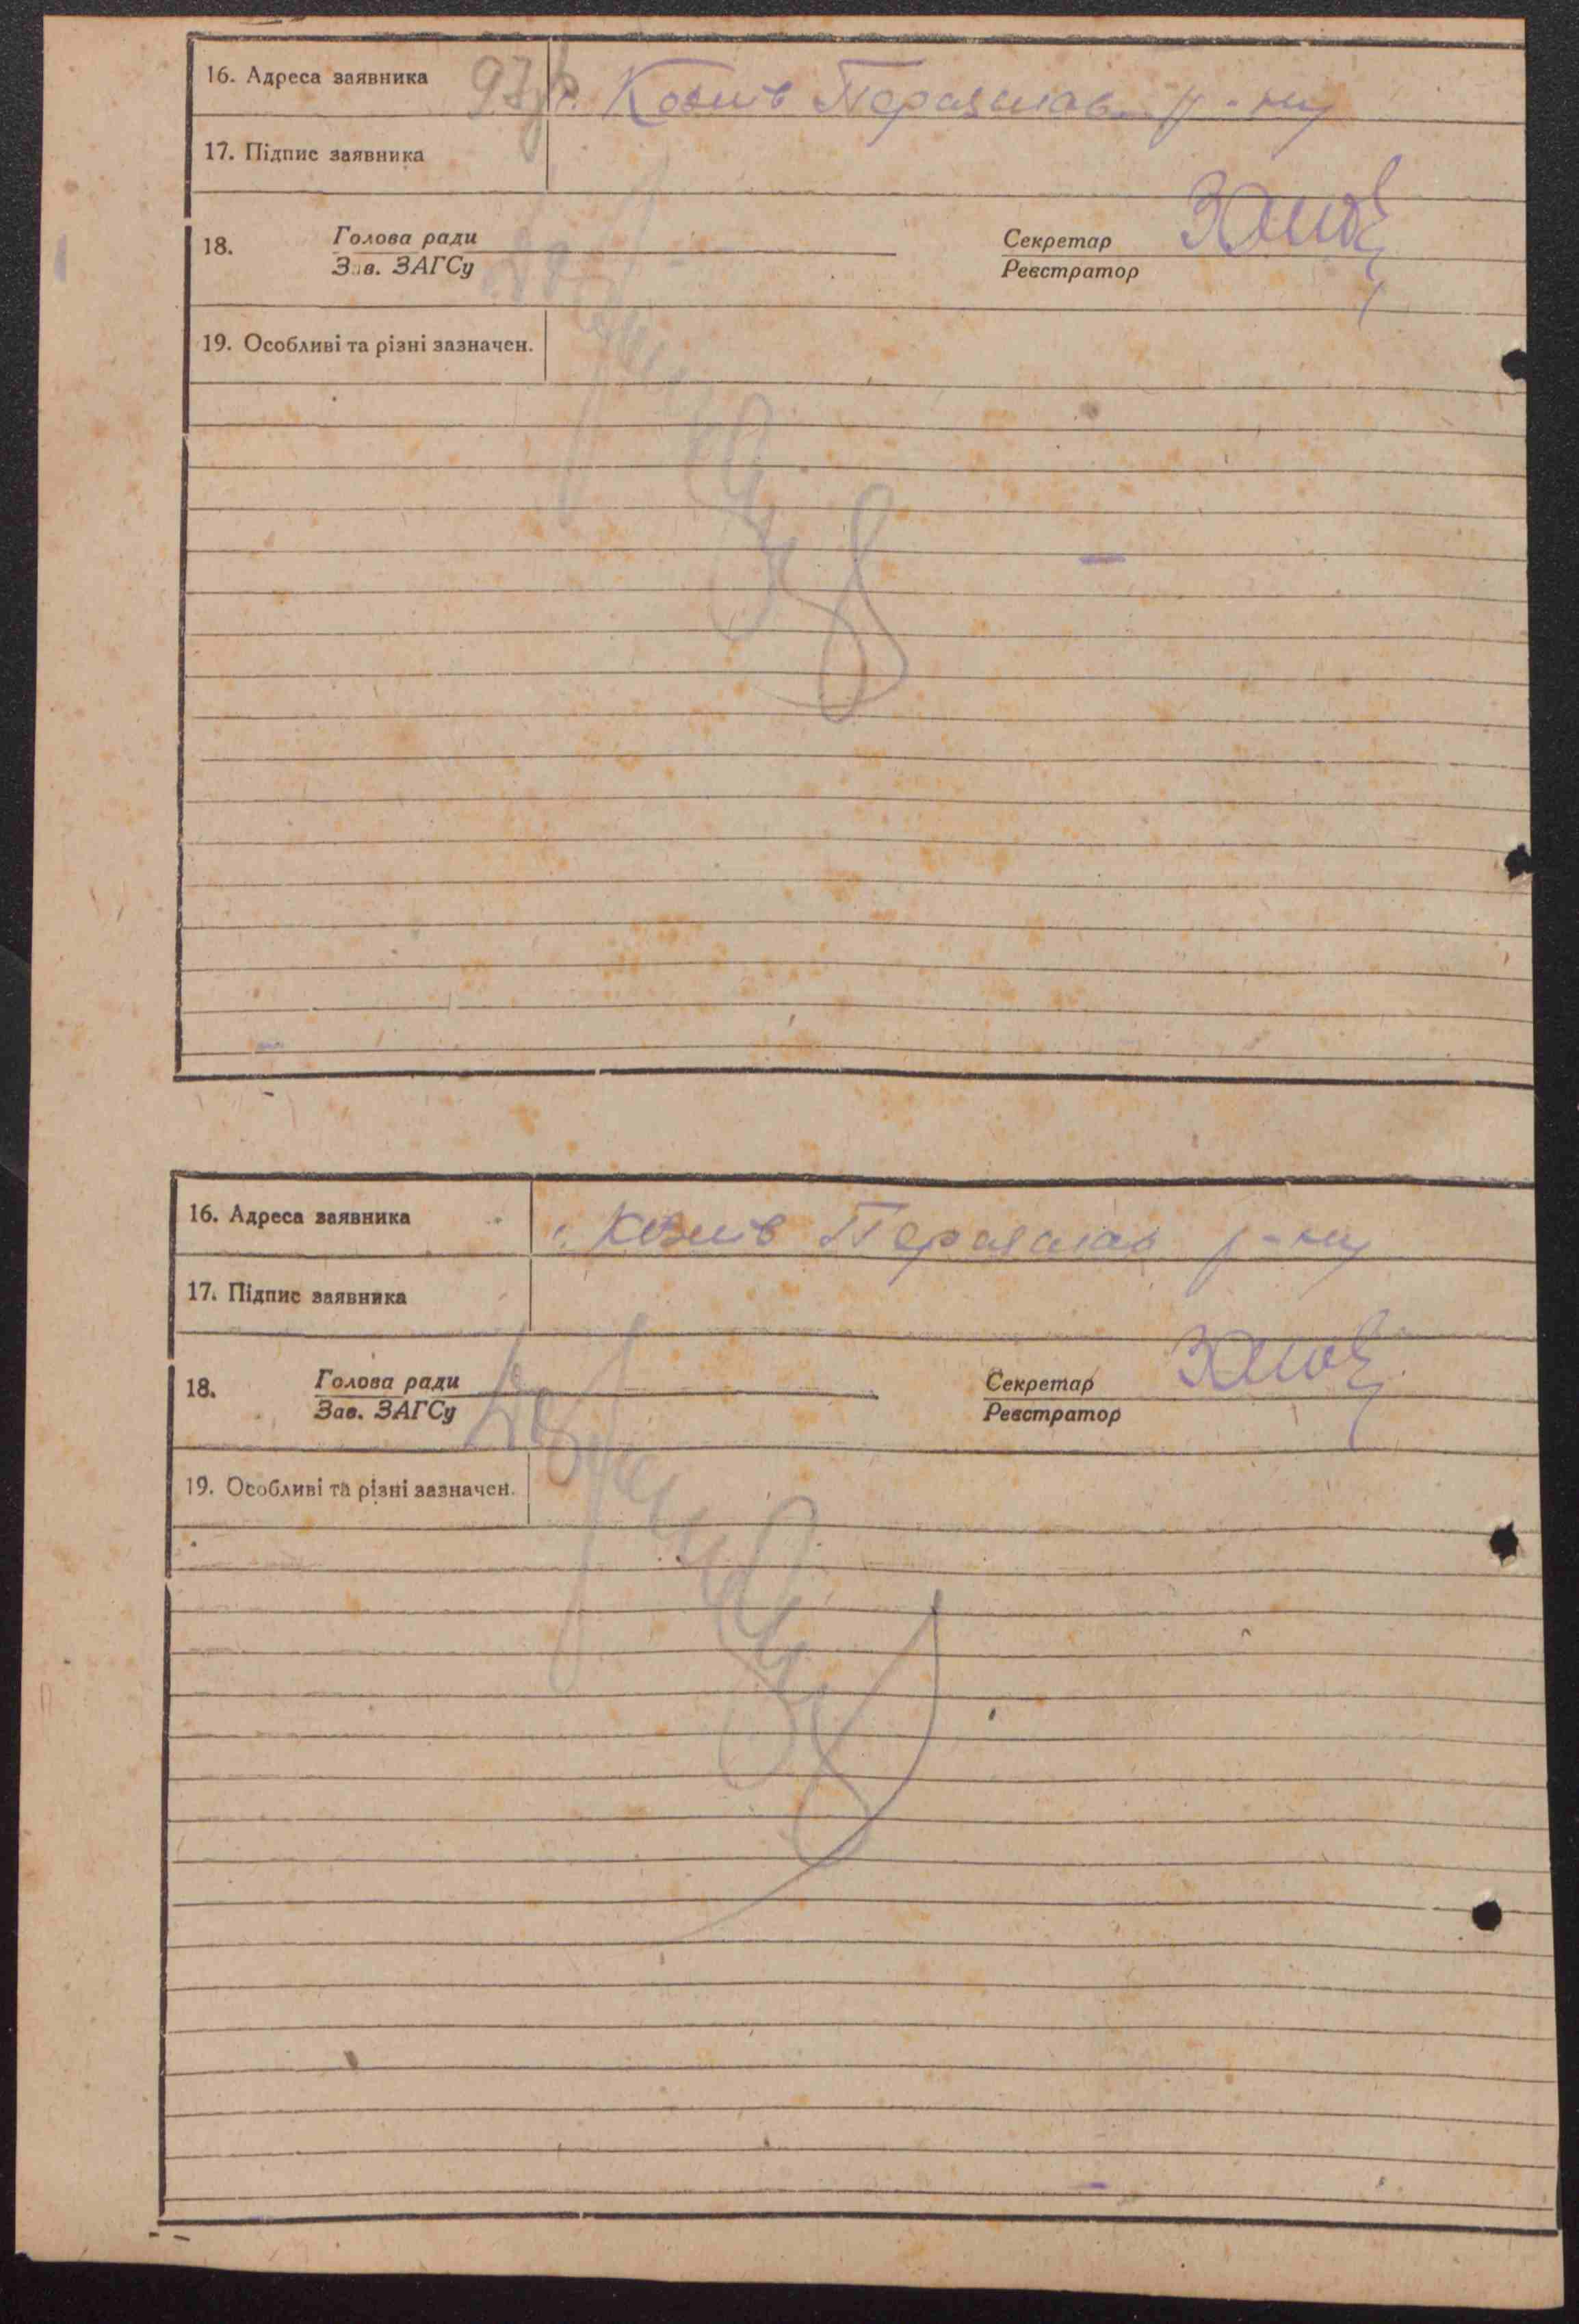 16. Адреса заявника с. Козлів Переяслав р-ну
17. Підпис заявника
18. Голова ради Секретар
Зав. ЗАГСу Реєстратор
19. Особливі та різні зазначен.
16. Адреса заявника с. Козлів Переяслав р-ну
17. Підпис заявника
18. Голова ради Секретар
Зав. ЗАГСу Реєстратор
19. Особливі та різні зазначен.